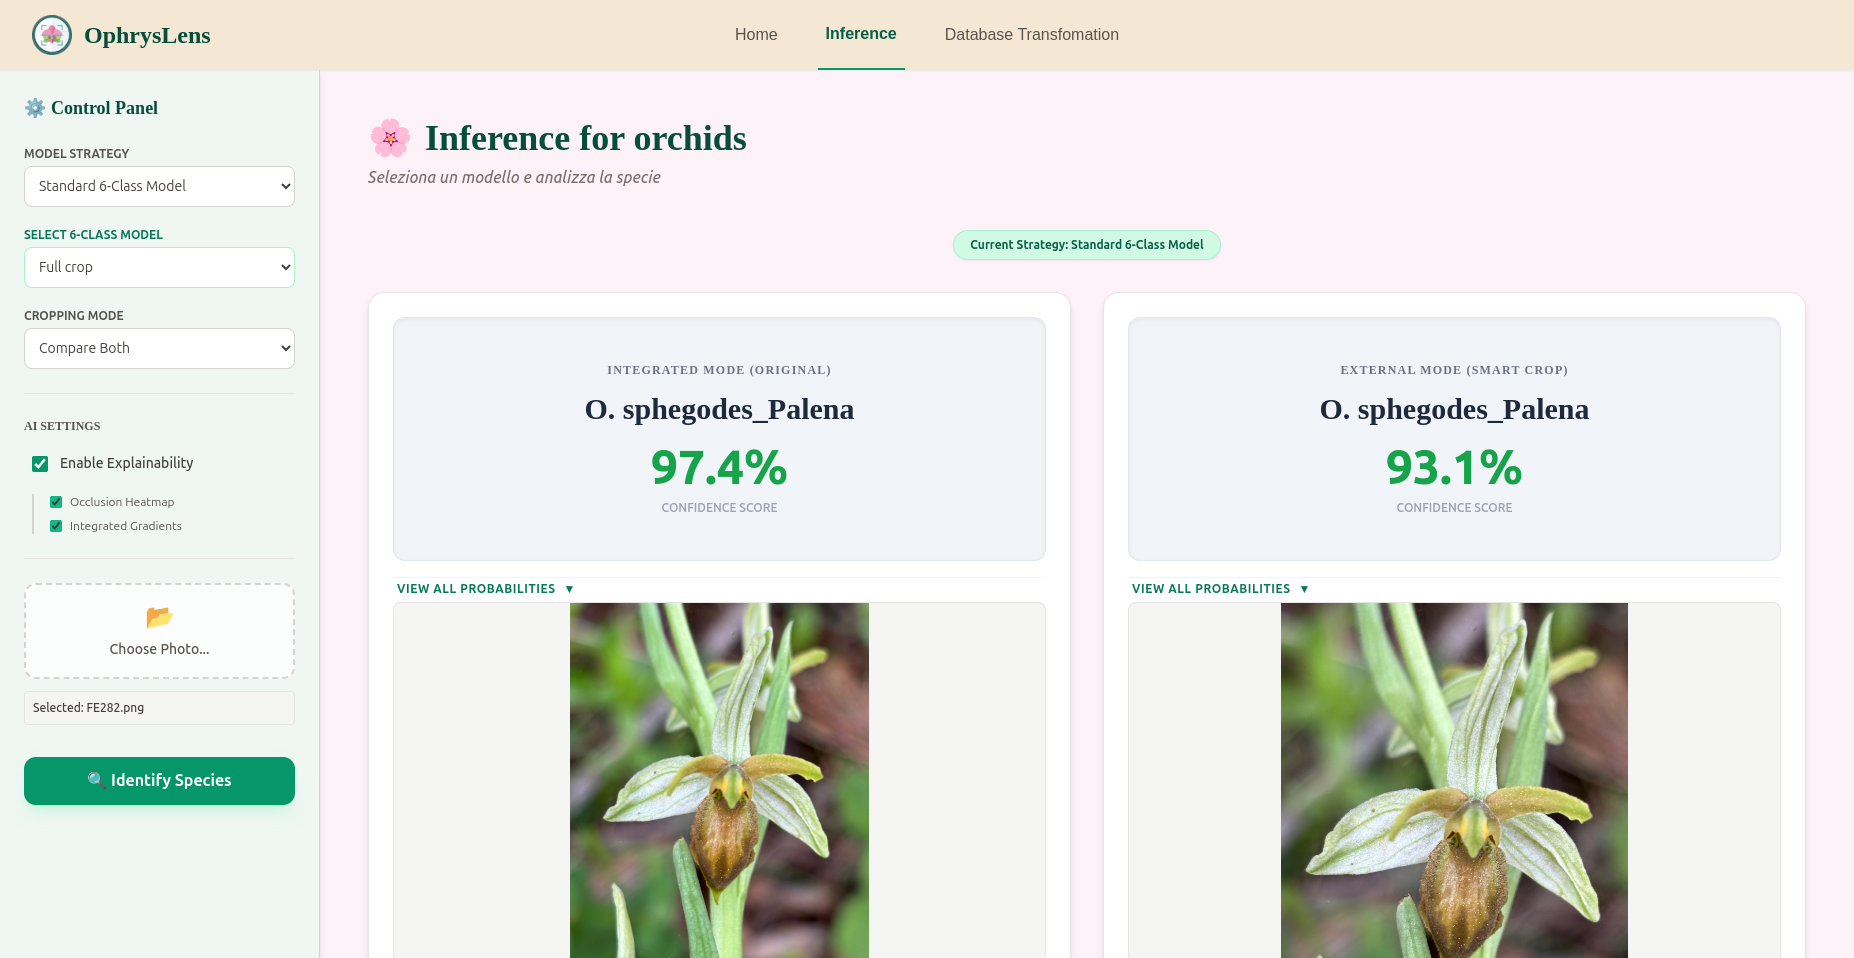 OphrysLens
Home
Inference
Database Transfomation
Control Panel
MODEL STRATEGY
Standard 6-Class Model
SELECT 6-CLASS MODEL
Full crop
CROPPING MODE
Compare Both
AI SETTINGS
Enable Explainability
Occlusion Heatmap
Integrated Gradients
Choose Photo...
Selected: FE282.png
Identify Species
Inference for orchids
Seleziona un modello e analizza la specie
Current Strategy: Standard 6-Class Model
INTEGRATED MODE (ORIGINAL)
O. sphegodes_Palena
97.4%
CONFIDENCE SCORE
VIEW ALL PROBABILITIES ▼
EXTERNAL MODE (SMART CROP)
O. sphegodes_Palena
93.1%
CONFIDENCE SCORE
VIEW ALL PROBABILITIES ▼